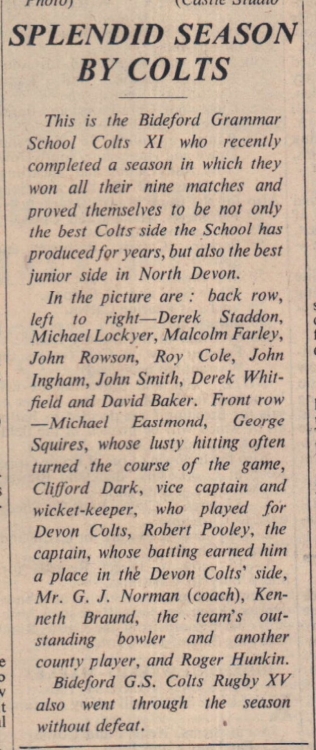 Photo) (Castle Studio
SPLENDID SEASON
BY COLTS
This is the Bideford Grammar
School Colts XI who recently
completed a season in which they
won all their nine matches and
proved themselves to be not only
the best Colts side the School has
produced for years, but also the best
junior side in North Devon.
In the picture are : back row,
left to right—Derek Staddon,
Michael Lockyer, Malcolm Farley,
John Rowson, Roy Cole, John
Ingham, John Smith, Derek Whit-
field and David Baker. Front row
—Michael Eastmond, George
Squires, whose lusty hitting often
turned the course of the game,
Clifford Dark, vice captain and
wicket-keeper, who played for
Devon Colts, Robert Pooley, the
captain, whose batting earned him
a place in the Devon Colts' side,
Mr. G. J. Norman (coach), Ken-
neth Braund, the team's out-
standing bowler and another
county player, and Roger Hunkin.
Bideford G.S. Colts Rugby XV
also went through the season
without defeat.